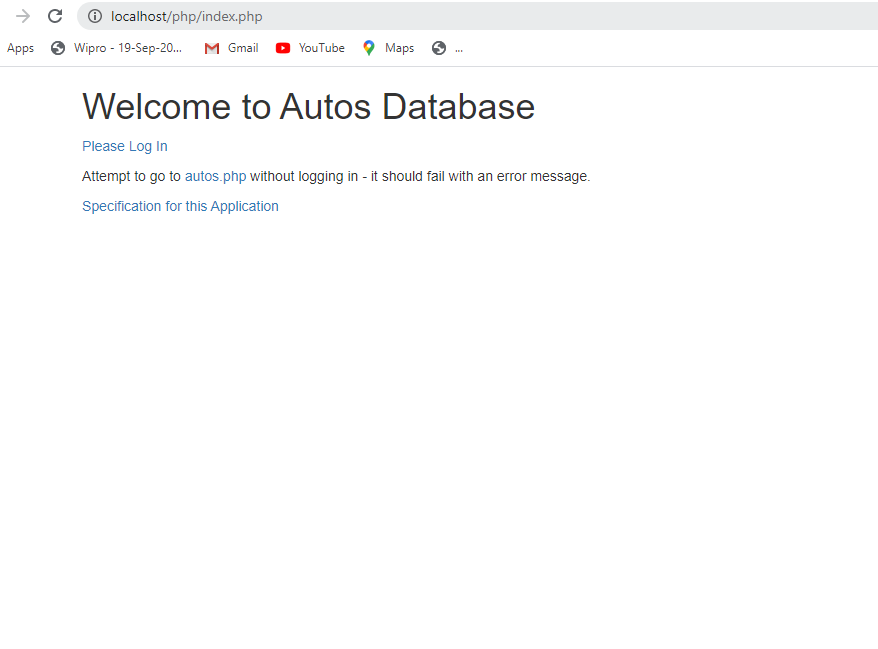 localhost/php/index.php
Apps Wipro - 19-Sep-20... Gmail YouTube Maps ...
Welcome to Autos Database
Please Log In
Attempt to go to autos.php without logging in - it should fail with an error message.
Specification for this Application